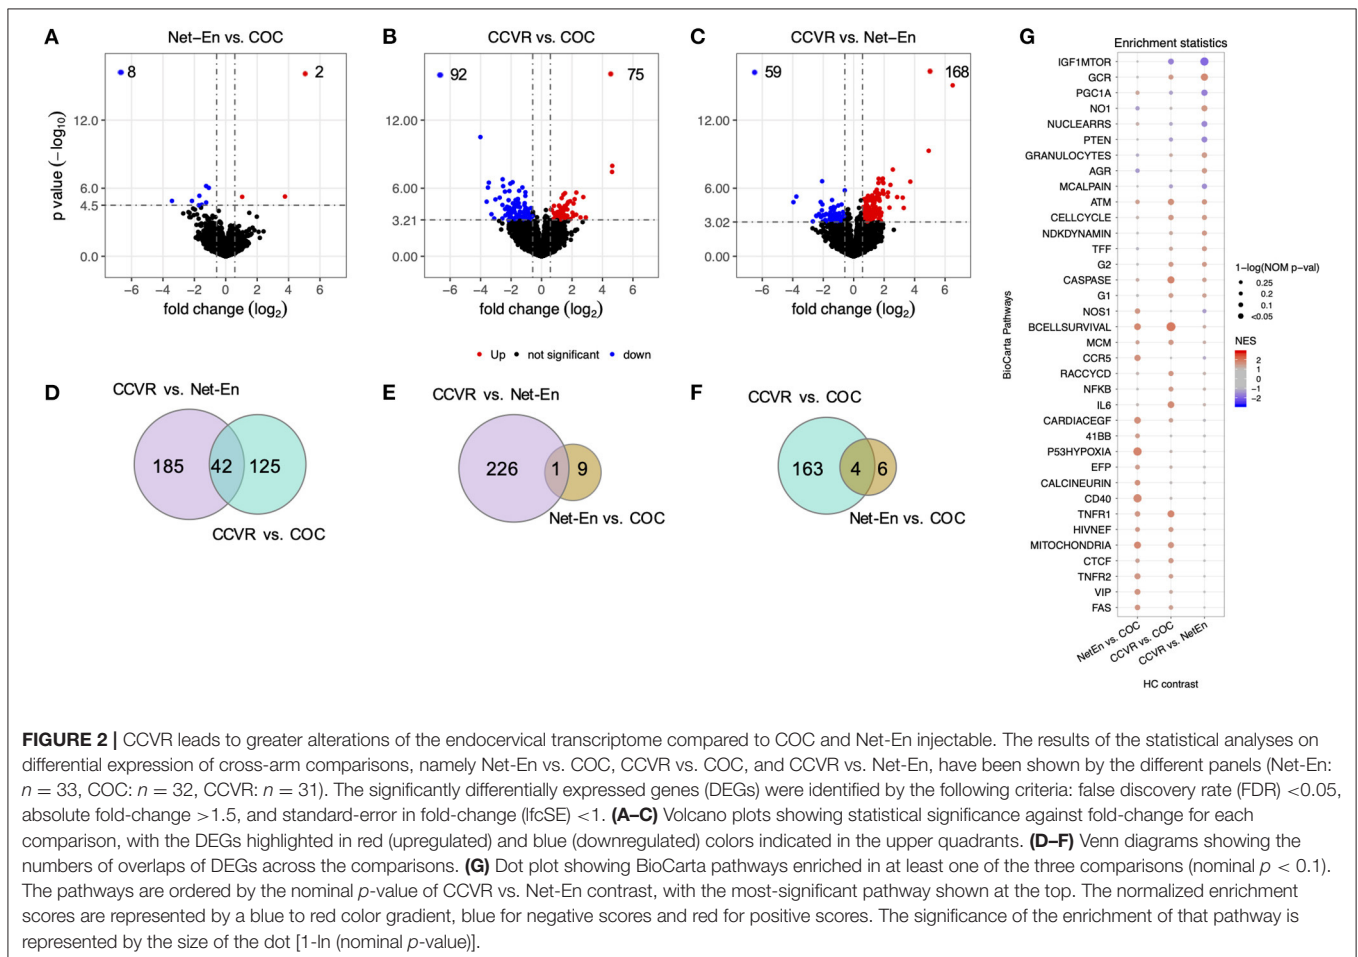 A
Net–En vs. COC
B
CCVR vs. COC
C
CCVR vs. Net–En
G
Enrichment statistics
8
2
12.0
6.0
4.5
0.0
p value (−log10)
−6 −4 −2 0 2 4 6
fold change (log2)
92
75
12.00
6.00
3.21
0.00
−6 −4 −2 0 2 4 6
fold change (log2)
59
168
12.00
6.00
3.02
0.00
−6 −4 −2 0 2 4 6
fold change (log2)
Up not significant down
D
CCVR vs. Net-En
185 42 125
CCVR vs. COC
E
CCVR vs. Net-En
226 1 9
Net-En vs. COC
F
CCVR vs. COC
163 4 6
Net-En vs. COC
BioCarta Pathways
IGF1MTOR
GCR
PGC1A
NO1
NUCLEARRS
PTEN
GRANULOCYTES
AGR
MCALPAIN
ATM
CELLCYCLE
NDKDYNAMIN
TFF
G2
CASPASE
G1
NOS1
BCELLSURVIVAL
MCM
CCR5
RACCYCD
NFKB
IL6
CARDIACEGF
41BB
P53HYPOXIA
EFP
CALCINEURIN
CD40
TNFR1
HIVNEF
MITOCHONDRIA
CTCF
TNFR2
VIP
FAS
NetEn vs. COC
CCVR vs. COC
CCVR vs. NetEn
HC contrast
1−log(NOM p−val)
0.25
0.2
0.1
<0.05
NES
2
1
0
−1
−2
FIGURE 2 | CCVR leads to greater alterations of the endocervical transcriptome compared to COC and Net-En injectable. The results of the statistical analyses on
differential expression of cross-arm comparisons, namely Net-En vs. COC, CCVR vs. COC, and CCVR vs. Net-En, have been shown by the different panels (Net-En:
n = 33, COC: n = 32, CCVR: n = 31). The significantly differentially expressed genes (DEGs) were identified by the following criteria: false discovery rate (FDR) <0.05,
absolute fold-change >1.5, and standard-error in fold-change (lfcSE) <1. (A–C) Volcano plots showing statistical significance against fold-change for each
comparison, with the DEGs highlighted in red (upregulated) and blue (downregulated) colors indicated in the upper quadrants. (D–F) Venn diagrams showing the
numbers of overlaps of DEGs across the comparisons. (G) Dot plot showing BioCarta pathways enriched in at least one of the three comparisons (nominal p < 0.1).
The pathways are ordered by the nominal p-value of CCVR vs. Net-En contrast, with the most-significant pathway shown at the top. The normalized enrichment
scores are represented by a blue to red color gradient, blue for negative scores and red for positive scores. The significance of the enrichment of that pathway is
represented by the size of the dot [1-ln (nominal p-value)].